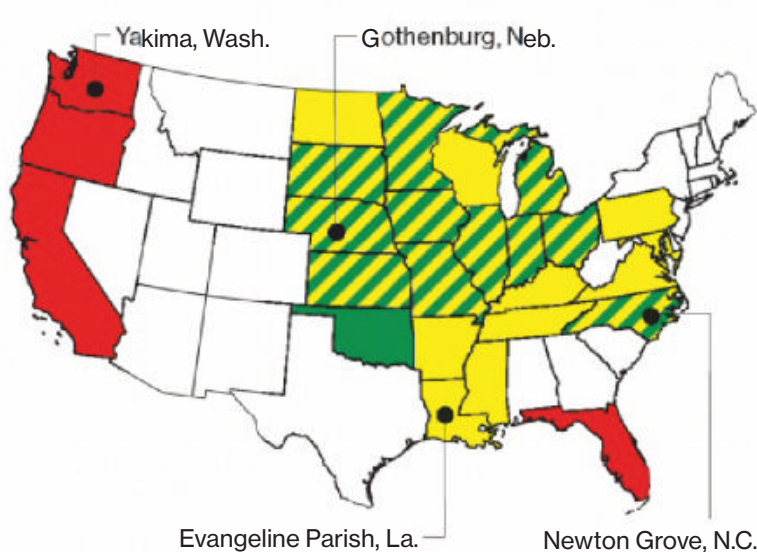 Yakima, Wash.
Gothenburg, Neb.
Evangeline Parish, La.
Newton Grove, N.C.